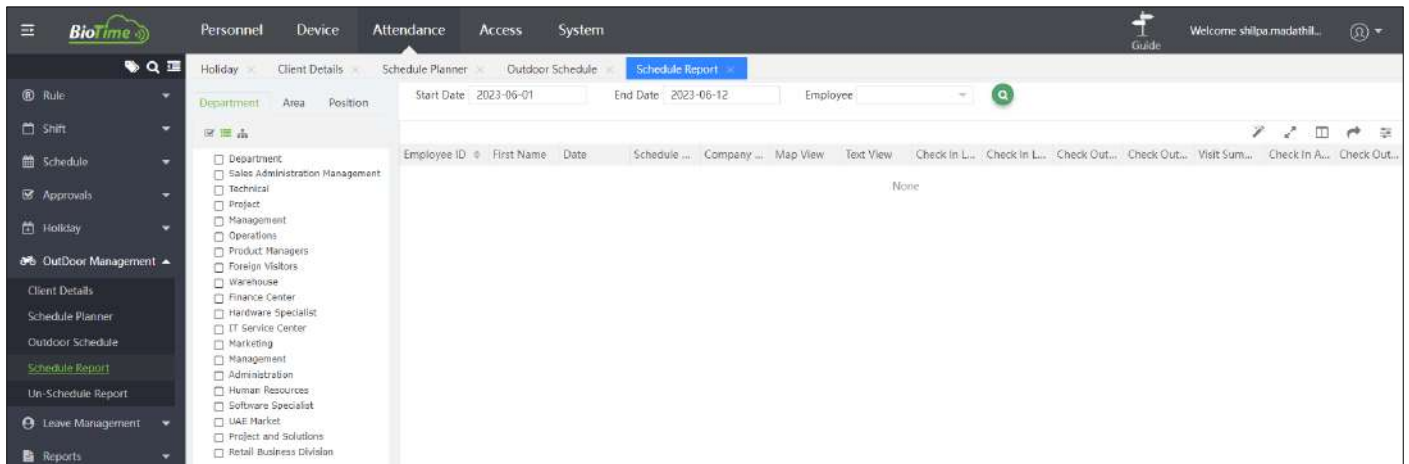 BioTime
Personnel Device Attendance Access System
Guide
Welcome shilpa.madathil...
Holiday × Client Details × Schedule Planner × Outdoor Schedule × Schedule Report ×
Rule
Shift
Schedule
Approvals
Holiday
OutDoor Management
Client Details
Schedule Planner
Outdoor Schedule
Schedule Report
Un-Schedule Report
Leave Management
Reports
Department Area Position
Department
Sales Administration Management
Technical
Project
Management
Operations
Product Managers
Foreign Visitors
Warehouse
Finance Center
Hardware Specialist
IT Service Center
Marketing
Management
Administration
Human Resources
Software Specialist
UAE Market
Project and Solutions
Retail Business Division
Start Date 2023-06-01 End Date 2023-06-12 Employee
Employee ID First Name Date Schedule ... Company ... Map View Text View Check In L... Check In L... Check Out... Check Out... Visit Sum... Check In A... Check Out...
None